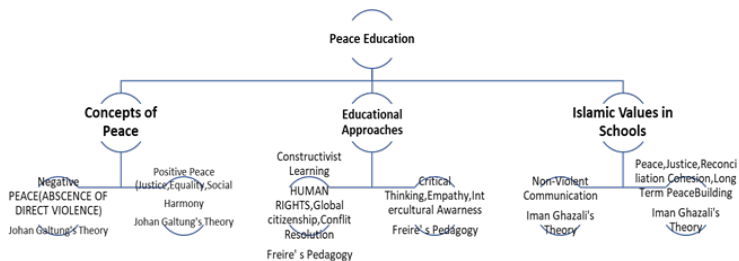 Peace Education
Concepts of
Peace
Educational
Approaches
Islamic Values in
Schools
Negative
PEACE(ABSCENCE OF
DIRECT VIOLENCE)
Johan Galtung's Theory
Positive Peace
(Justice,Equality,Social
Harmony
Johan Galtung's Theory
Constructivist
Learning
HUMAN
RIGHTS,Global
citizenship,Conflit
Resolution
Freire' s Pedagogy
Critical
Thinking,Empathy,Int
ercultural Awarness
Freire' s Pedagogy
Non-Violent
Communication
Iman Ghazali's
Theory
Peace,Justice,Reconci
liation Cohesion,Long
Term PeaceBuilding
Iman Ghazali's
Theory